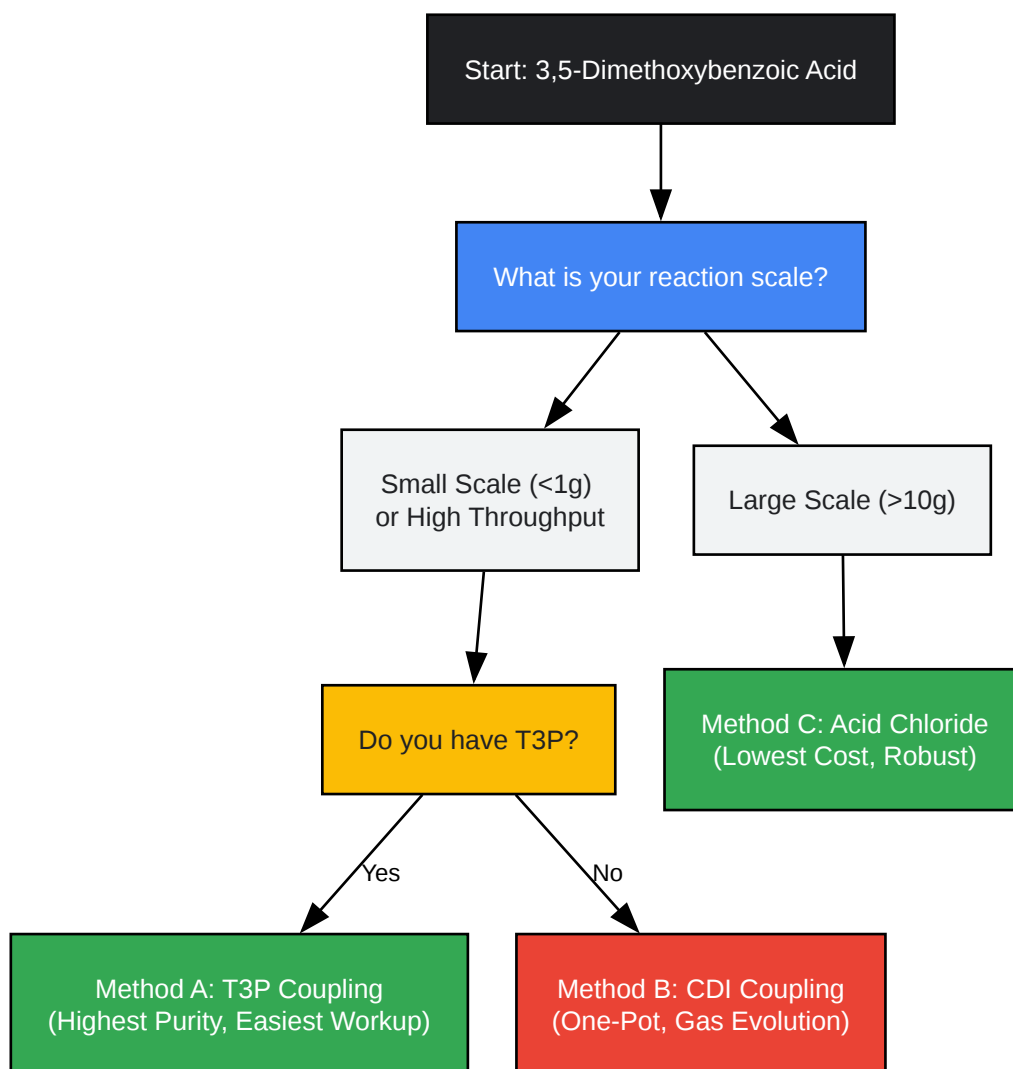 Start: 3,5-Dimethoxybenzoic Acid
What is your reaction scale?
Small Scale (<1g)
or High Throughput
Large Scale (>10g)
Do you have T3P?
Method C: Acid Chloride
(Lowest Cost, Robust)
Yes
No
Method A: T3P Coupling
(Highest Purity, Easiest Workup)
Method B: CDI Coupling
(One-Pot, Gas Evolution)